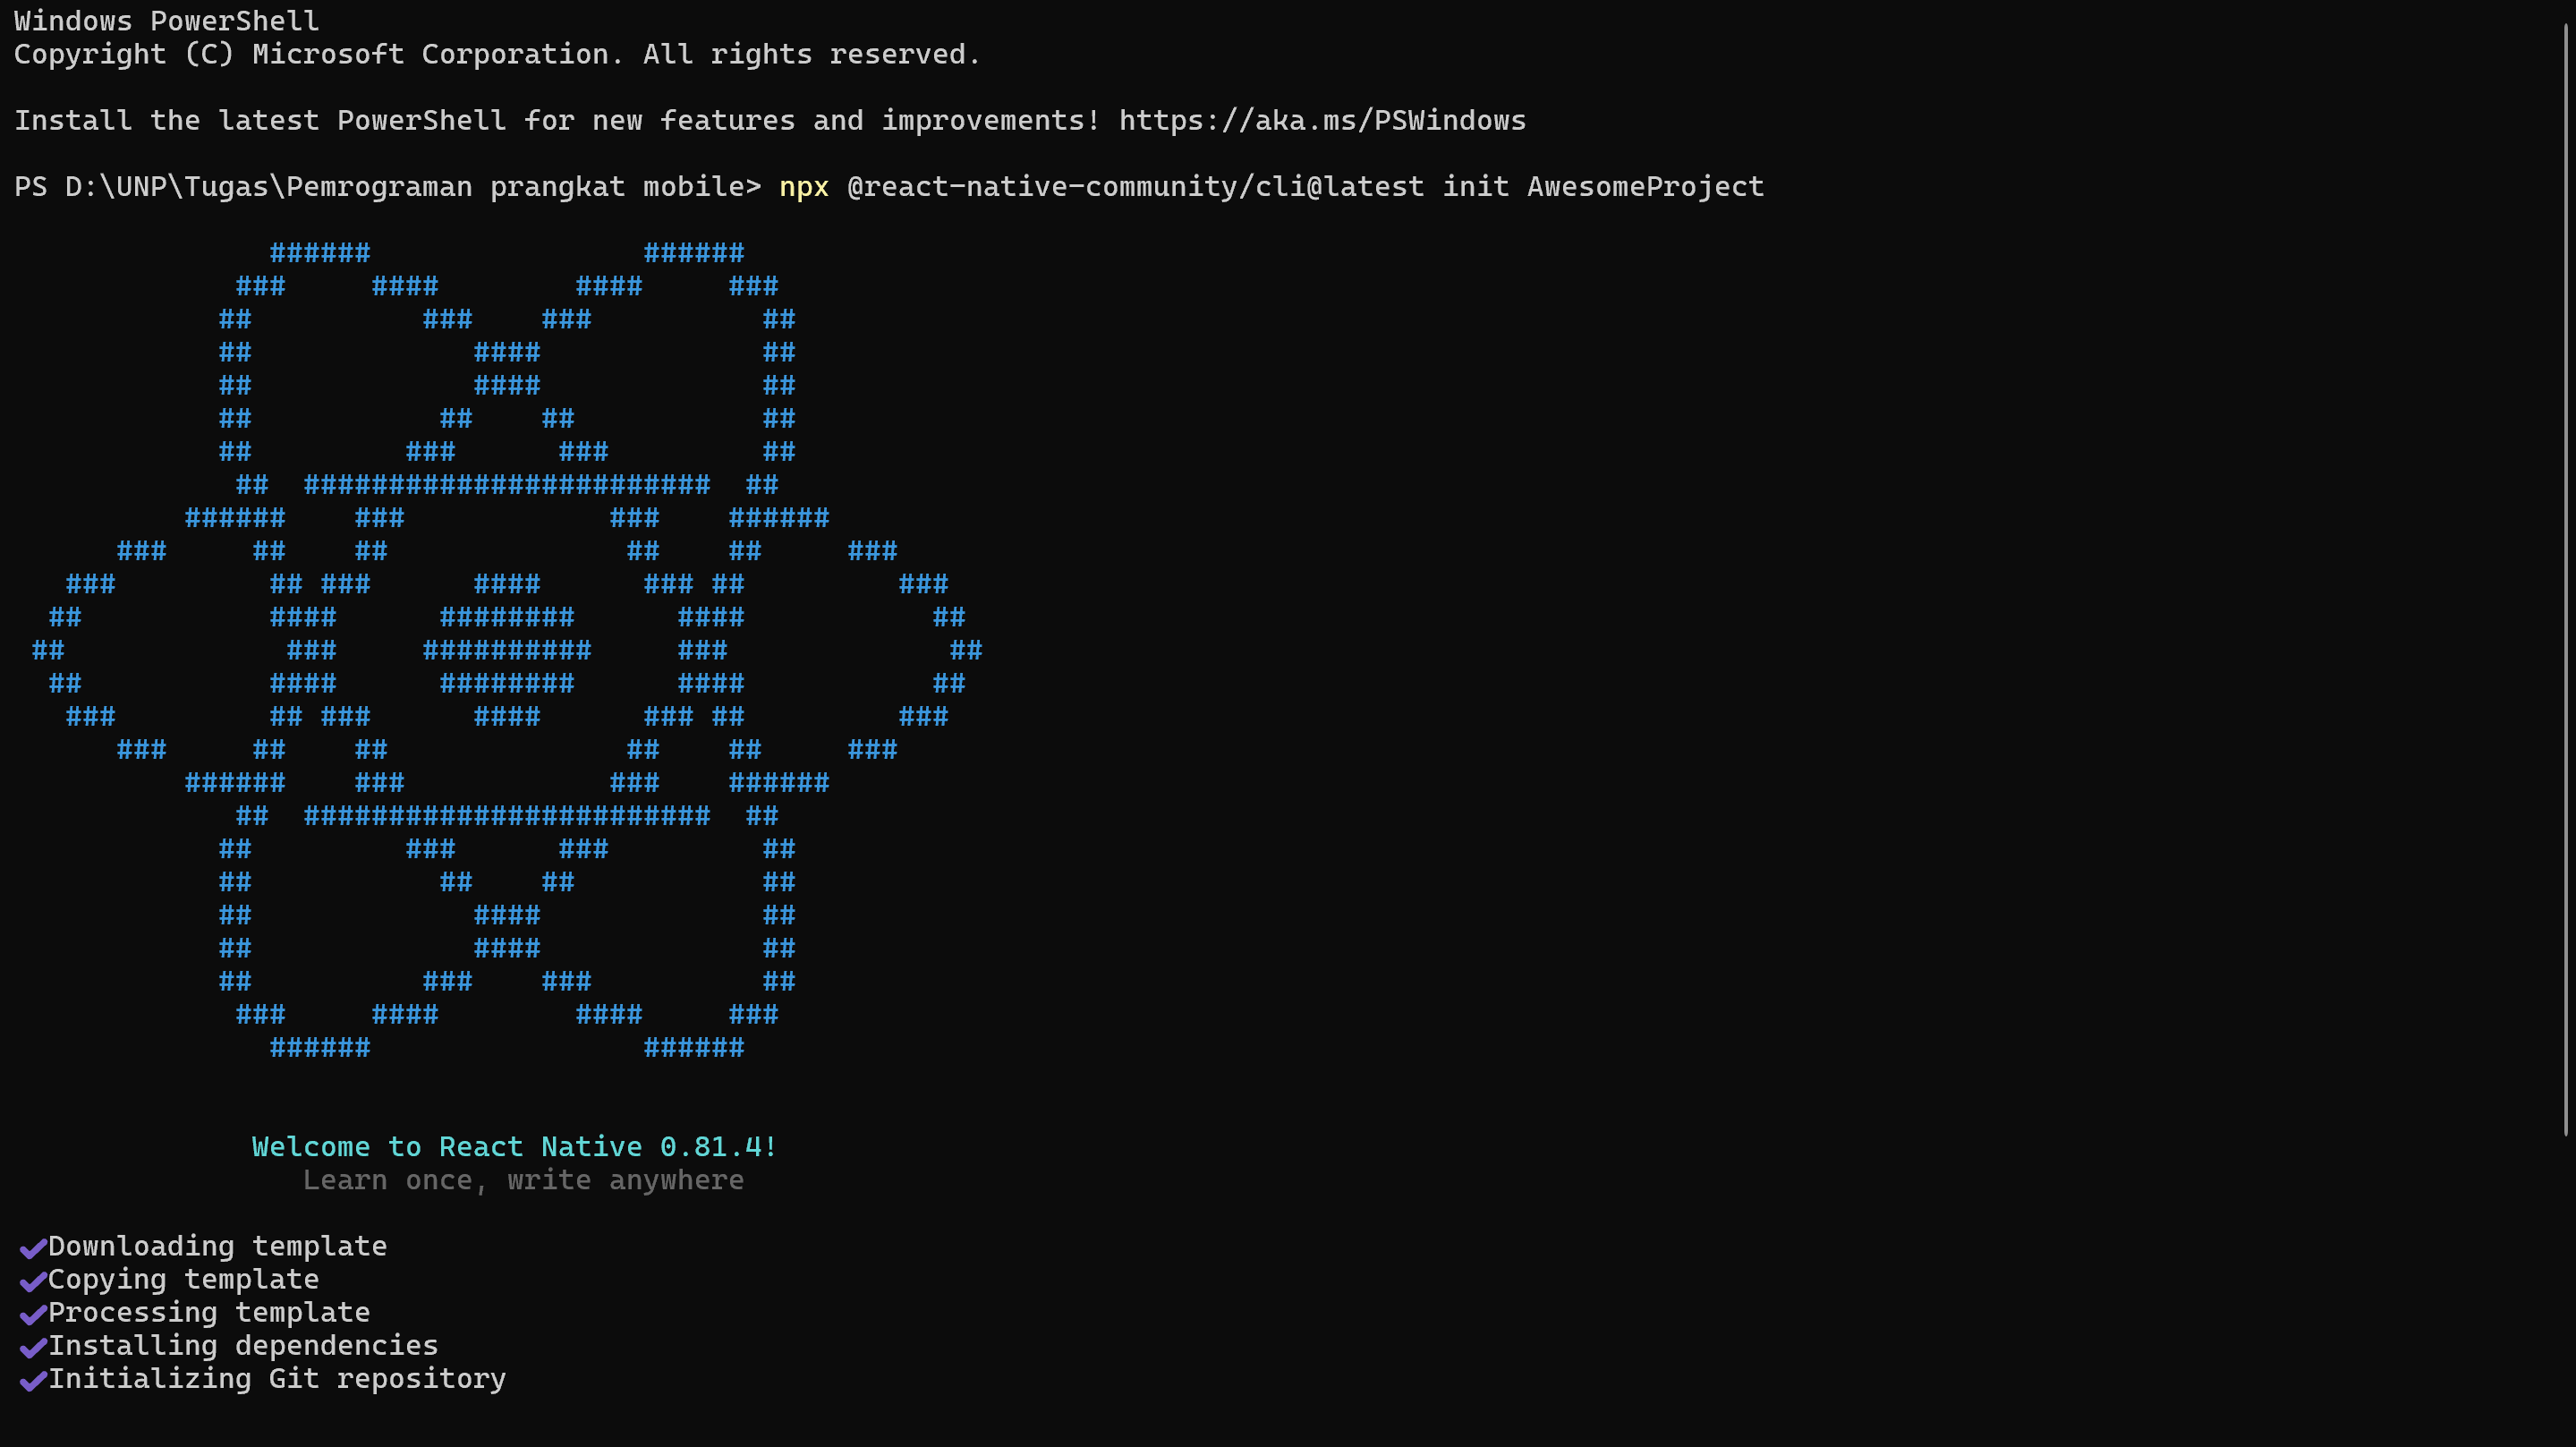 Windows PowerShell
Copyright (C) Microsoft Corporation. All rights reserved.
Install the latest PowerShell for new features and improvements! https://aka.ms/PSWindows
PS D:\UNP\Tugas\Pemrograman prangkat mobile> npx @react-native-community/cli@latest init AwesomeProject
               ######                ######
             ###     ####        ####     ###
            ##          ###    ###          ##
            ##             ####             ##
            ##             ####             ##
            ##           ##    ##           ##
            ##         ###      ###         ##
             ##  ########################  ##
          ######    ###            ###    ######
      ###     ##    ##              ##    ##     ###
   ###         ## ###      ####      ### ##         ###
  ##           ####      ########      ####           ##
 ##             ###     ##########     ###             ##
  ##           ####      ########      ####           ##
   ###         ## ###      ####      ### ##         ###
      ###     ##    ##              ##    ##     ###
          ######    ###            ###    ######
             ##  ########################  ##
            ##         ###      ###         ##
            ##           ##    ##           ##
            ##             ####             ##
            ##             ####             ##
            ##          ###    ###          ##
             ###     ####        ####     ###
               ######                ######
Welcome to React Native 0.81.4!
Learn once, write anywhere
✔Downloading template
✔Copying template
✔Processing template
✔Installing dependencies
✔Initializing Git repository